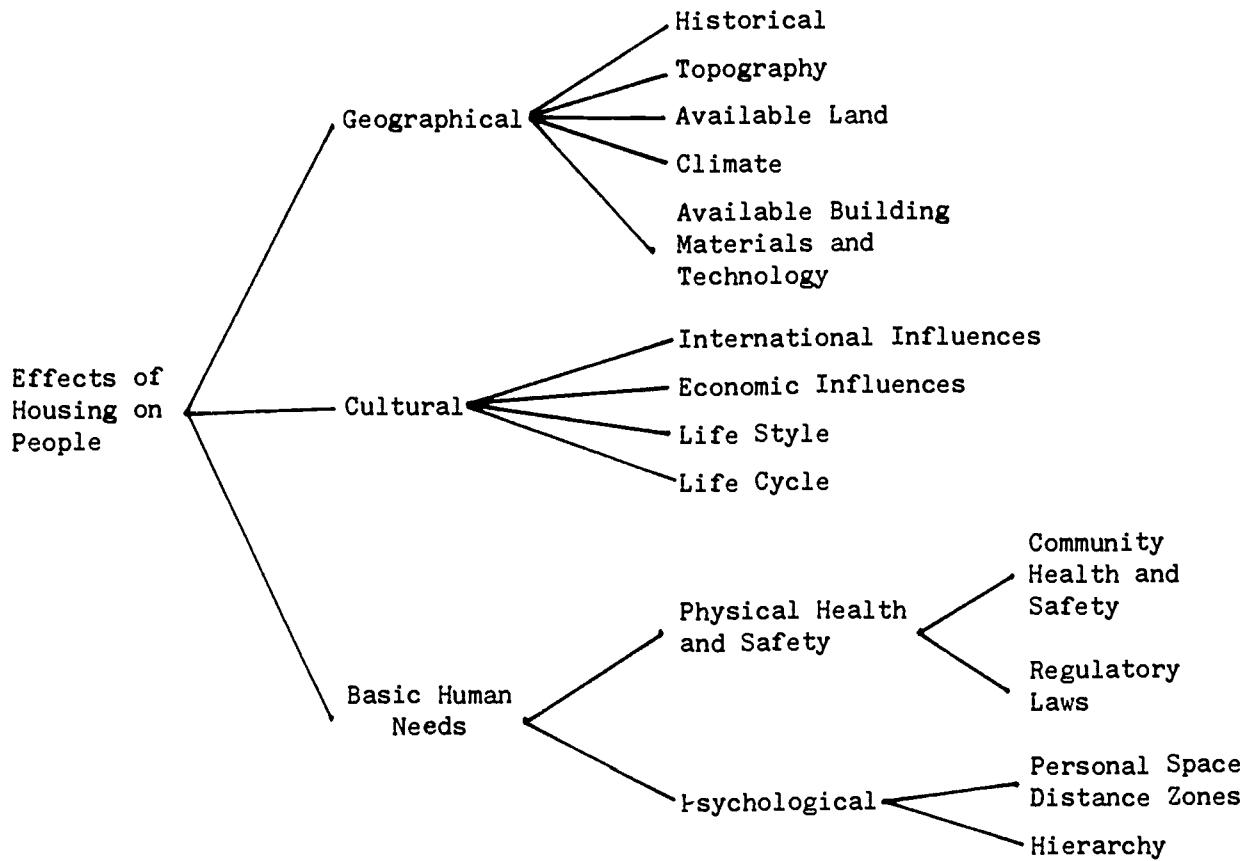 Effects of
Housing on
People
Geographical
Historical
Topography
Available Land
Climate
Available Building
Materials and
Technology
Cultural
International Influences
Economic Influences
Life Style
Life Cycle
Basic Human
Needs
Physical Health
and Safety
Community
Health and
Safety
Regulatory
Laws
Psychological
Personal Space
Distance Zones
Hierarchy